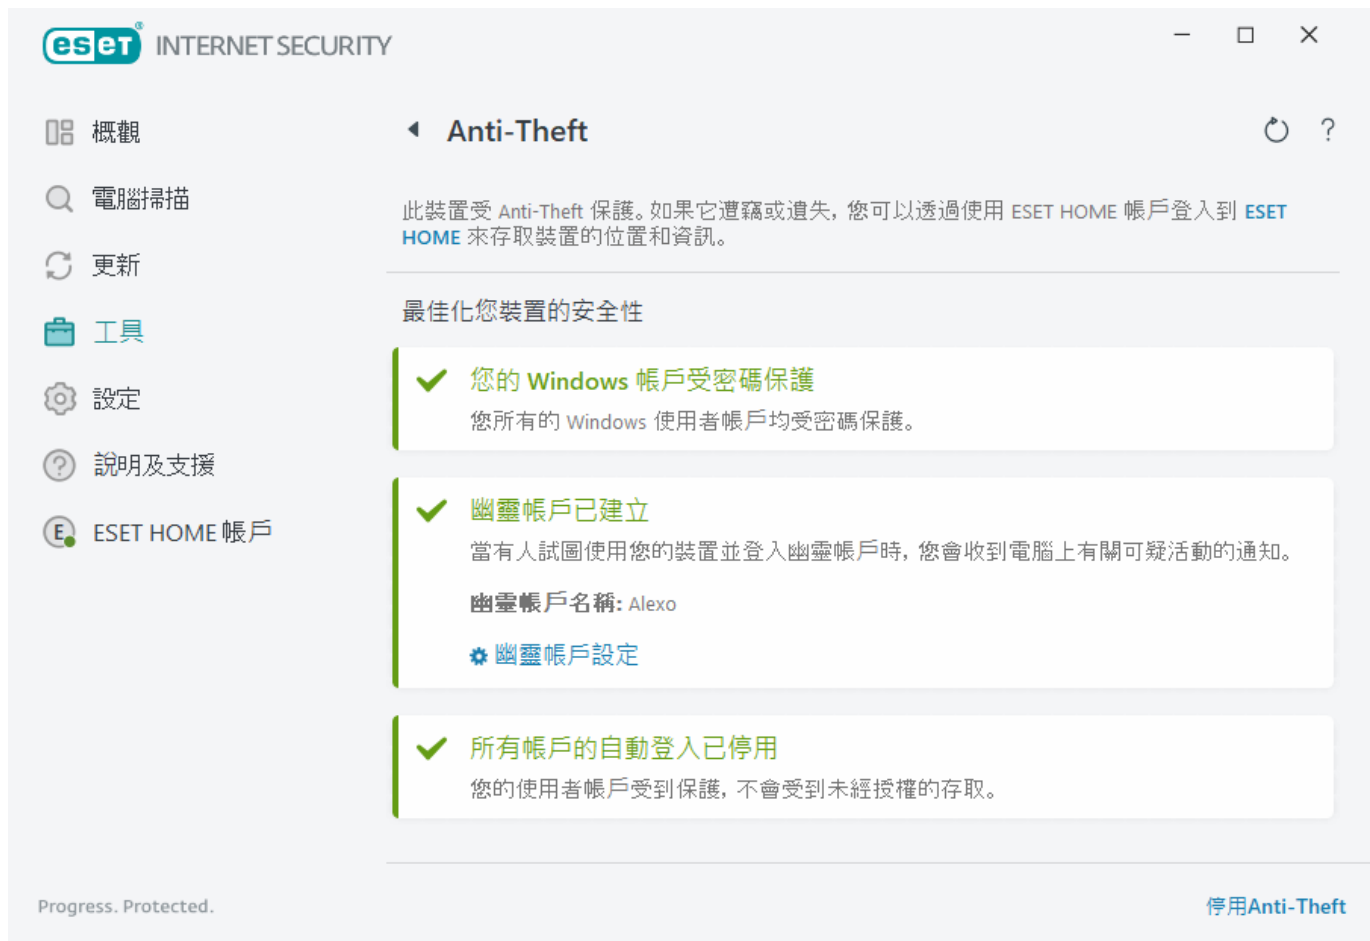 eset® INTERNET SECURITY
概觀
電腦掃描
更新
工具
設定
說明及支援
E ESET HOME 帳戶
Anti-Theft
?
此裝置受 Anti-Theft 保護。如果它遭竊或遺失, 您可以透過使用 ESET HOME 帳戶登入到 ESET
HOME 來存取裝置的位置和資訊。
最佳化您裝置的安全性
您的 Windows 帳戶受密碼保護
您所有的 Windows 使用者帳戶均受密碼保護。
幽靈帳戶已建立
當有人試圖使用您的裝置並登入幽靈帳戶時, 您會收到電腦上有關可疑活動的通知。
幽靈帳戶名稱: Alexo
幽靈帳戶設定
所有帳戶的自動登入已停用
您的使用者帳戶受到保護, 不會受到未經授權的存取。
Progress. Protected.
停用Anti-Theft